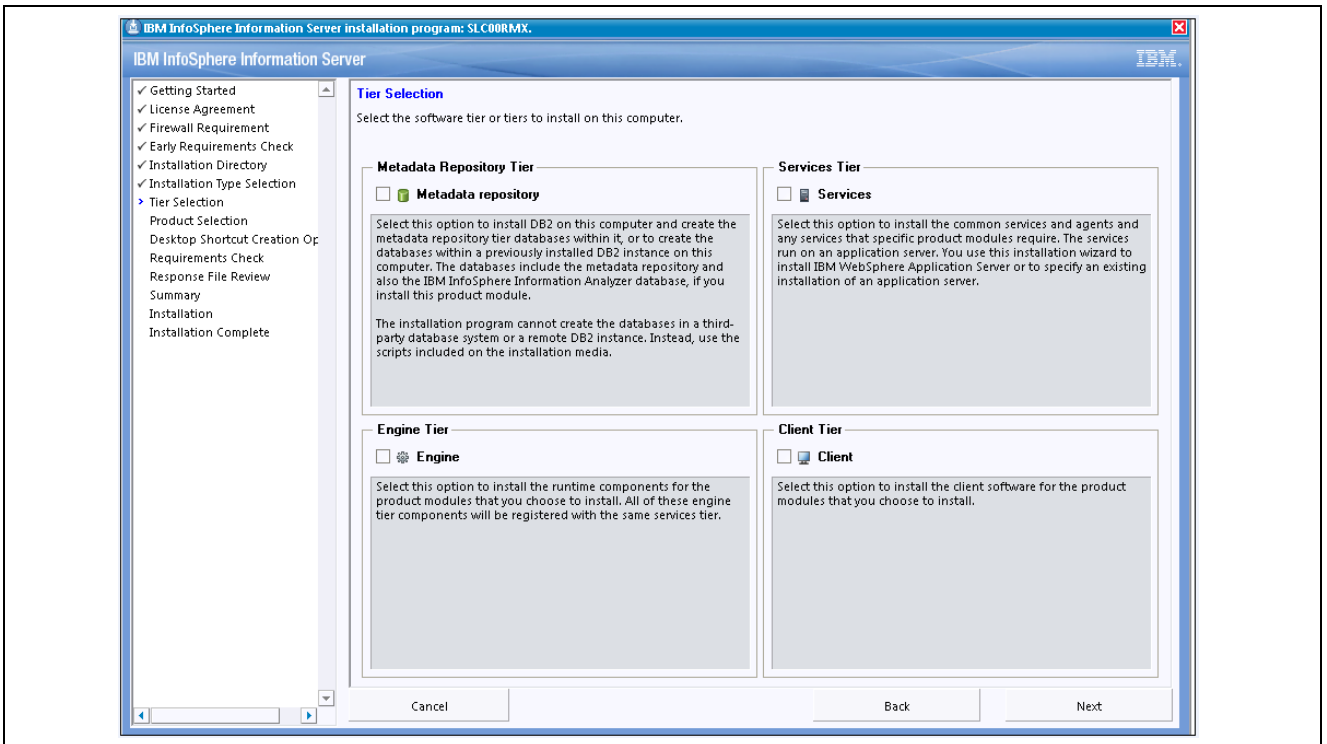 IBM InfoSphere Information Server installation program: SLC00RMX.
IBM InfoSphere Information Server
IBM.
✓ Getting Started
✓ License Agreement
✓ Firewall Requirement
✓ Early Requirements Check
✓ Installation Directory
✓ Installation Type Selection
> Tier Selection
Product Selection
Desktop Shortcut Creation Op
Requirements Check
Response File Review
Summary
Installation
Installation Complete
Tier Selection
Select the software tier or tiers to install on this computer.
Metadata Repository Tier
Metadata repository
Select this option to install DB2 on this computer and create the
metadata repository tier databases within it, or to create the
databases within a previously installed DB2 instance on this
computer. The databases include the metadata repository and
also the IBM InfoSphere Information Analyzer database, if you
install this product module.
The installation program cannot create the databases in a third-
party database system or a remote DB2 instance. Instead, use the
scripts included on the installation media.
Services Tier
Services
Select this option to install the common services and agents and
any services that specific product modules require. The services
run on an application server. You use this installation wizard to
install IBM WebSphere Application Server or to specify an existing
installation of an application server.
Engine Tier
Engine
Select this option to install the runtime components for the
product modules that you choose to install. All of these engine
tier components will be registered with the same services tier.
Client Tier
Client
Select this option to install the client software for the product
modules that you choose to install.
Cancel
Back
Next